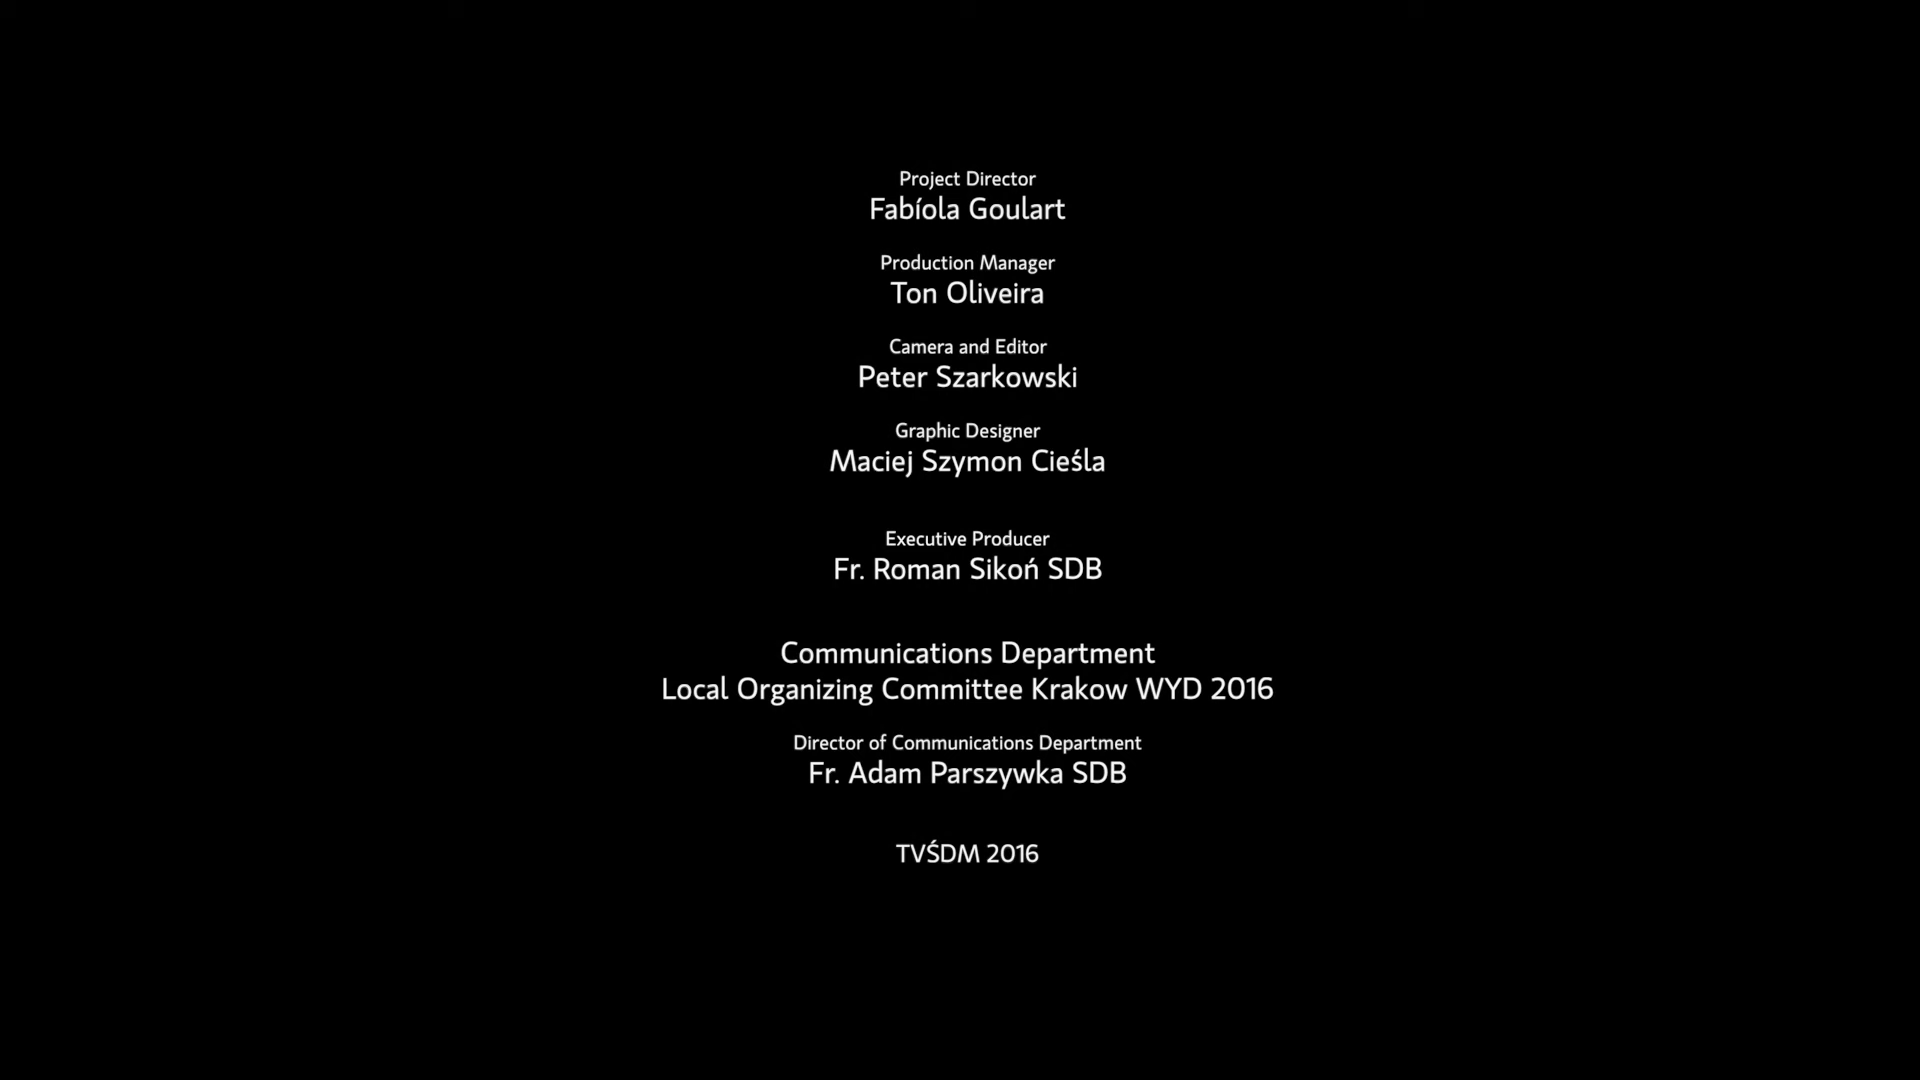 Project Director
Fabíola Goulart
Production Manager
Ton Oliveira
Camera and Editor
Peter Szarkowski
Graphic Designer
Maciej Szymon Cieśla
Executive Producer
Fr. Roman Sikoń SDB
Communications Department
Local Organizing Committee Krakow WYD 2016
Director of Communications Department
Fr. Adam Parszywka SDB
TVŚDM 2016